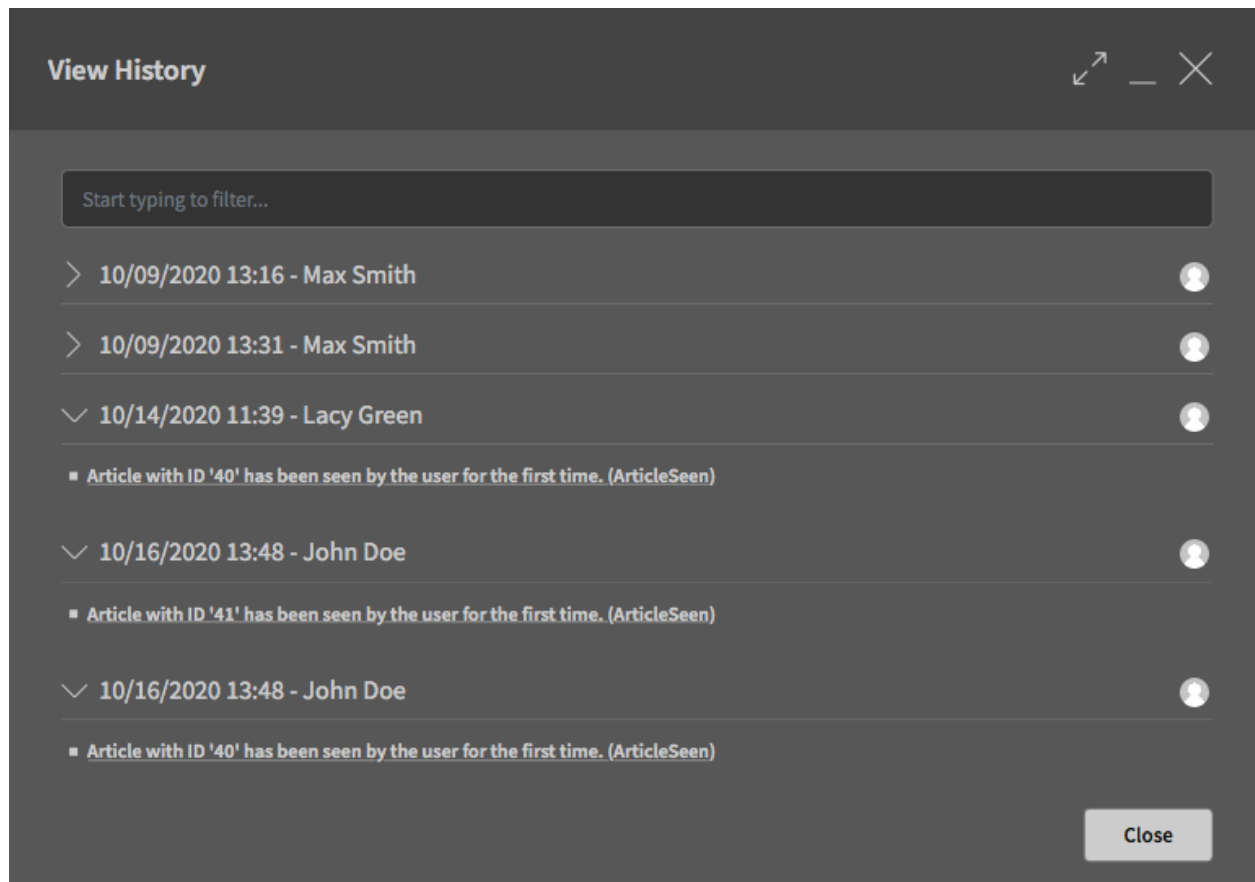 View History
Start typing to filter...
10/09/2020 13:16 - Max Smith
10/09/2020 13:31 - Max Smith
10/14/2020 11:39 - Lacy Green
Article with ID '40' has been seen by the user for the first time. (ArticleSeen)
10/16/2020 13:48 - John Doe
Article with ID '41' has been seen by the user for the first time. (ArticleSeen)
10/16/2020 13:48 - John Doe
Article with ID '40' has been seen by the user for the first time. (ArticleSeen)
Close